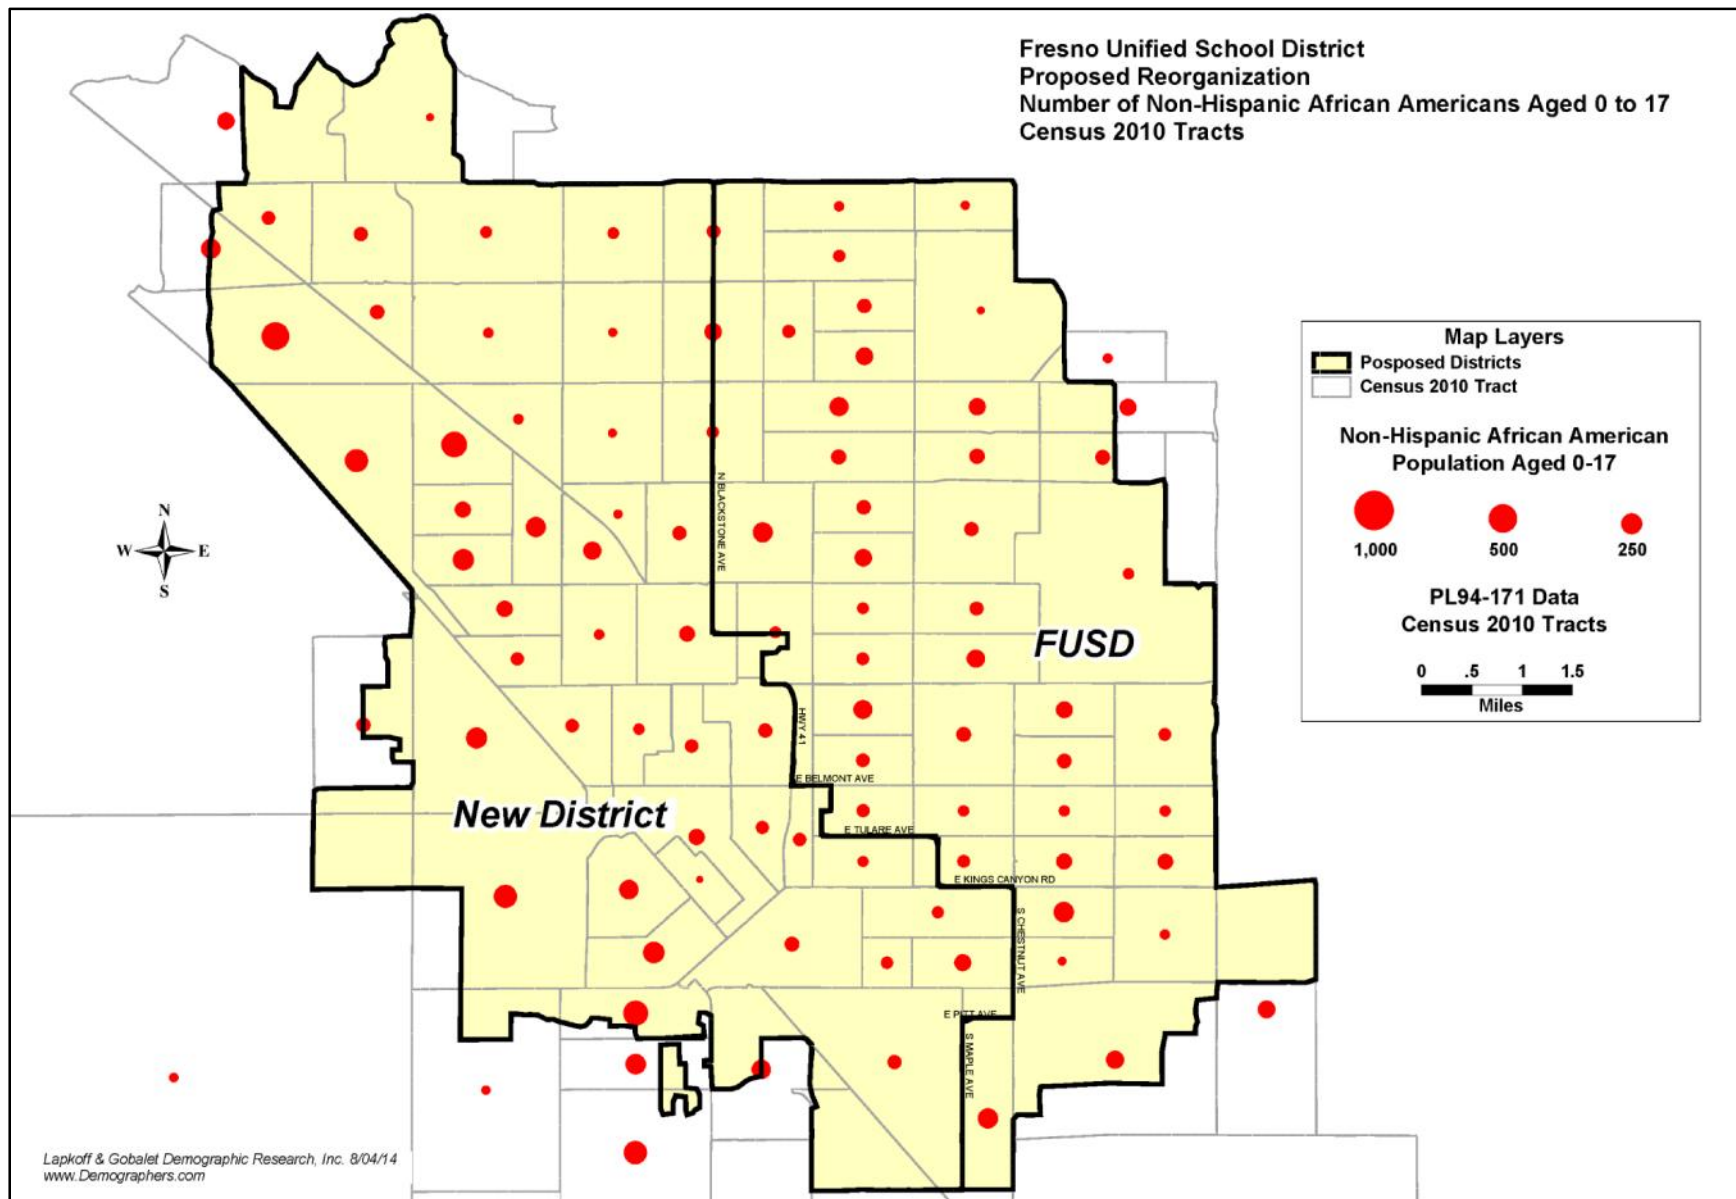 Fresno Unified School District
Proposed Reorganization
Number of Non-Hispanic African Americans Aged 0 to 17
Census 2010 Tracts
Map Layers
Posposed Districts
Census 2010 Tract
Non-Hispanic African American
Population Aged 0-17
1,000 500 250
PL94-171 Data
Census 2010 Tracts
0 .5 1 1.5
Miles
N
W E
S
N BLACKSTONE AVE
FUSD
HWY 41
E BELMONT AVE
New District
E TULARE AVE
E KINGS CANYON RD
S CHESTNUT AVE
E PITT AVE
S MAPLE AVE
Lapkoff & Gobalet Demographic Research, Inc. 8/04/14
www.Demographers.com